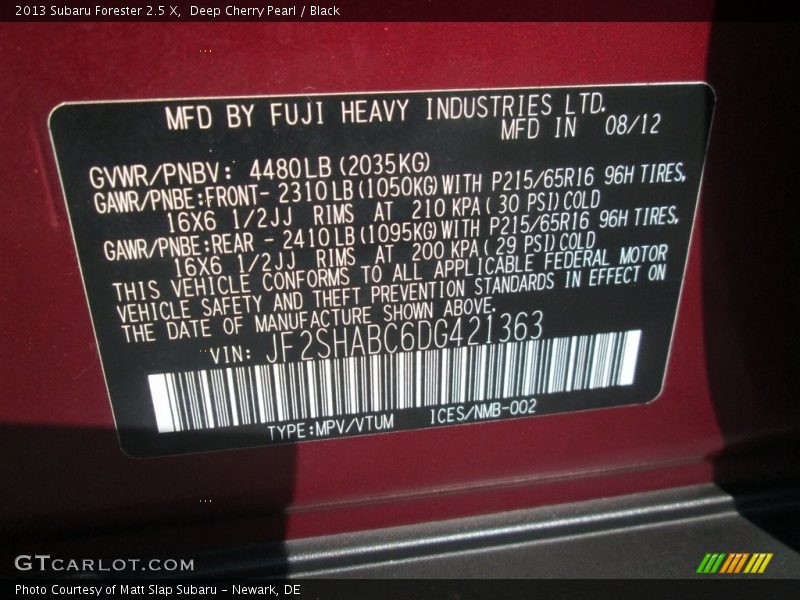 2013 Subaru Forester 2.5 X, Deep Cherry Pearl / Black
MFD BY FUJI HEAVY INDUSTRIES LTD.
MFD IN 08/12
GVWR/PNBV: 4480LB (2035KG)
GAWR/PNBE:FRONT- 2310LB (1050KG) WITH P215/65R16 96H TIRES,
16X6 1/2JJ RIMS AT 210 KPA ( 30 PSI) COLD
GAWR/PNBE:REAR - 2410LB (1095KG) WITH P215/65R16 96H TIRES,
16X6 1/2JJ RIMS AT 200 KPA ( 29 PSI) COLD
THIS VEHICLE CONFORMS TO ALL APPLICABLE FEDERAL MOTOR
VEHICLE SAFETY AND THEFT PREVENTION STANDARDS IN EFFECT ON
THE DATE OF MANUFACTURE SHOWN ABOVE.
VIN: JF2SHABC6DG421363
TYPE:MPV/VTUM ICES/NMB-002
GTCARLOT.COM
Photo Courtesy of Matt Slap Subaru - Newark, DE